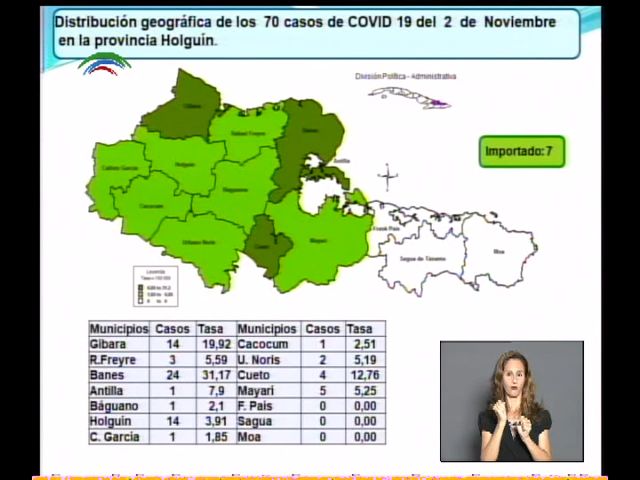 Distribución geográfica de los 70 casos de COVID 19 del 2 de Noviembre
en la provincia Holguín.
División Política - Administrativa
Importado: 7
Gibara
Rafael Freyre
Banes
Antilla
Calixto García
Holguín
Báguano
Cacocum
Urbano Noris
Cueto
Mayarí
Frank País
Sagua de Tánamo
Moa
Leyenda
Municipios Casos Tasa Municipios Casos Tasa
Gibara 14 19,92 Cacocum 1 2,51
R.Freyre 3 5,59 U. Noris 2 5,19
Banes 24 31,17 Cueto 4 12,76
Antilla 1 7,9 Mayarí 5 5,25
Báguano 1 2,1 F. País 0 0,00
Holguín 14 3,91 Sagua 0 0,00
C. García 1 1,85 Moa 0 0,00